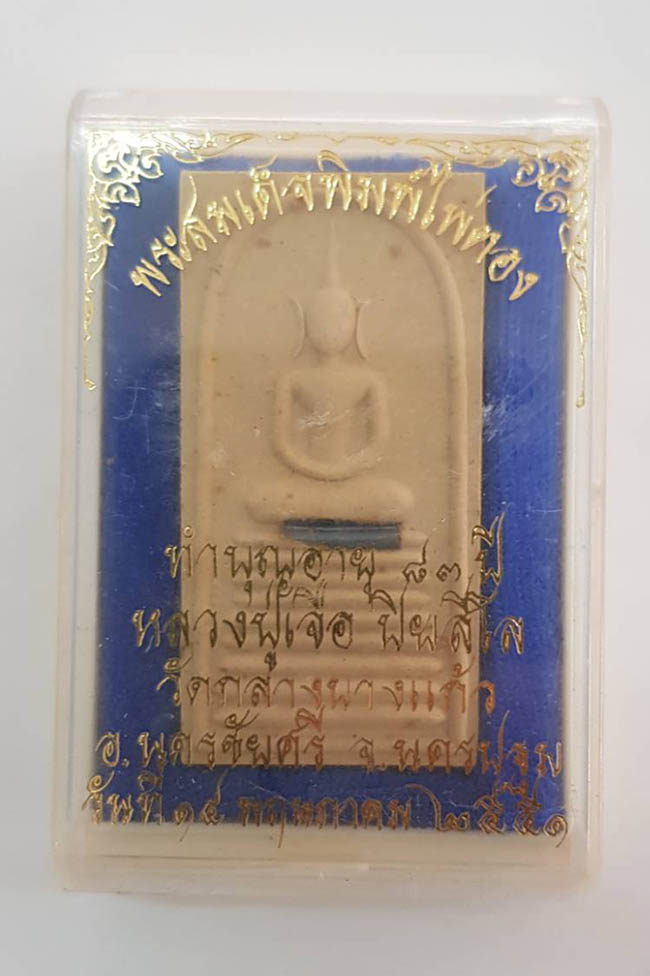 พระสมเด็จพิมพ์ไผ่ตอง
ทำบุญอายุ ๘๓ ปี
หลวงปู่เจือ ปิยสีโล
วัดกลางบางแก้ว
อ.นครชัยศรี จ.นครปฐม
วันที่ ๑๔ พฤษภาคม ๒๕๕๑